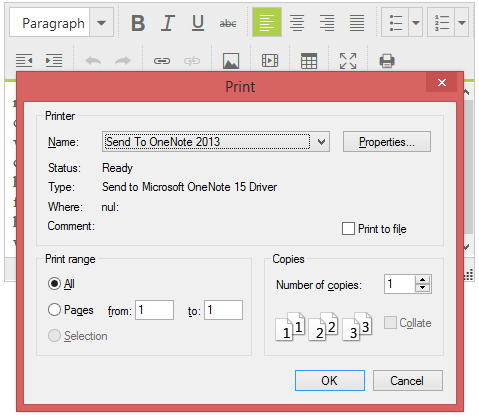 Paragraph B I U abc
Print
Printer
Name: Send To OneNote 2013 Properties...
Status: Ready
Type: Send to Microsoft OneNote 15 Driver
Where: nul:
Comment: Print to file
Print range Copies
All Number of copies: 1
Pages from: 1 to: 1
1 1 2 2 3 3 Collate
Selection
OK Cancel